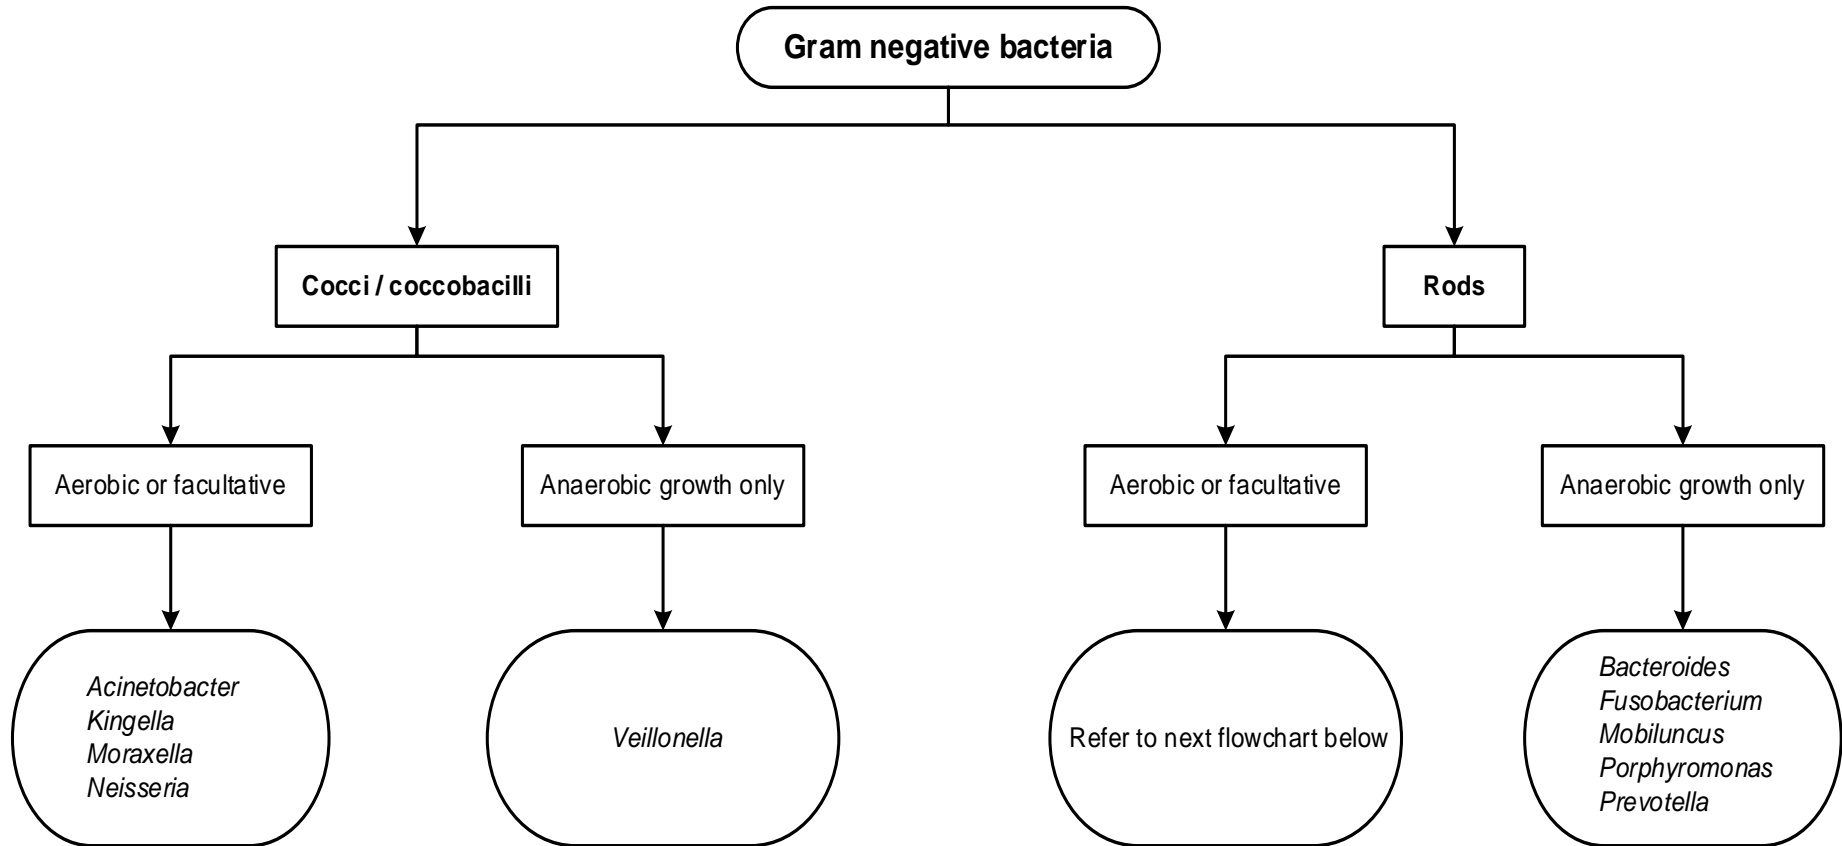 Gram negative bacteria
Cocci / coccobacilli
Rods
Aerobic or facultative
Anaerobic growth only
Aerobic or facultative
Anaerobic growth only
Acinetobacter
Kingella
Moraxella
Neisseria
Veillonella
Refer to next flowchart below
Bacteroides
Fusobacterium
Mobiluncus
Porphyromonas
Prevotella